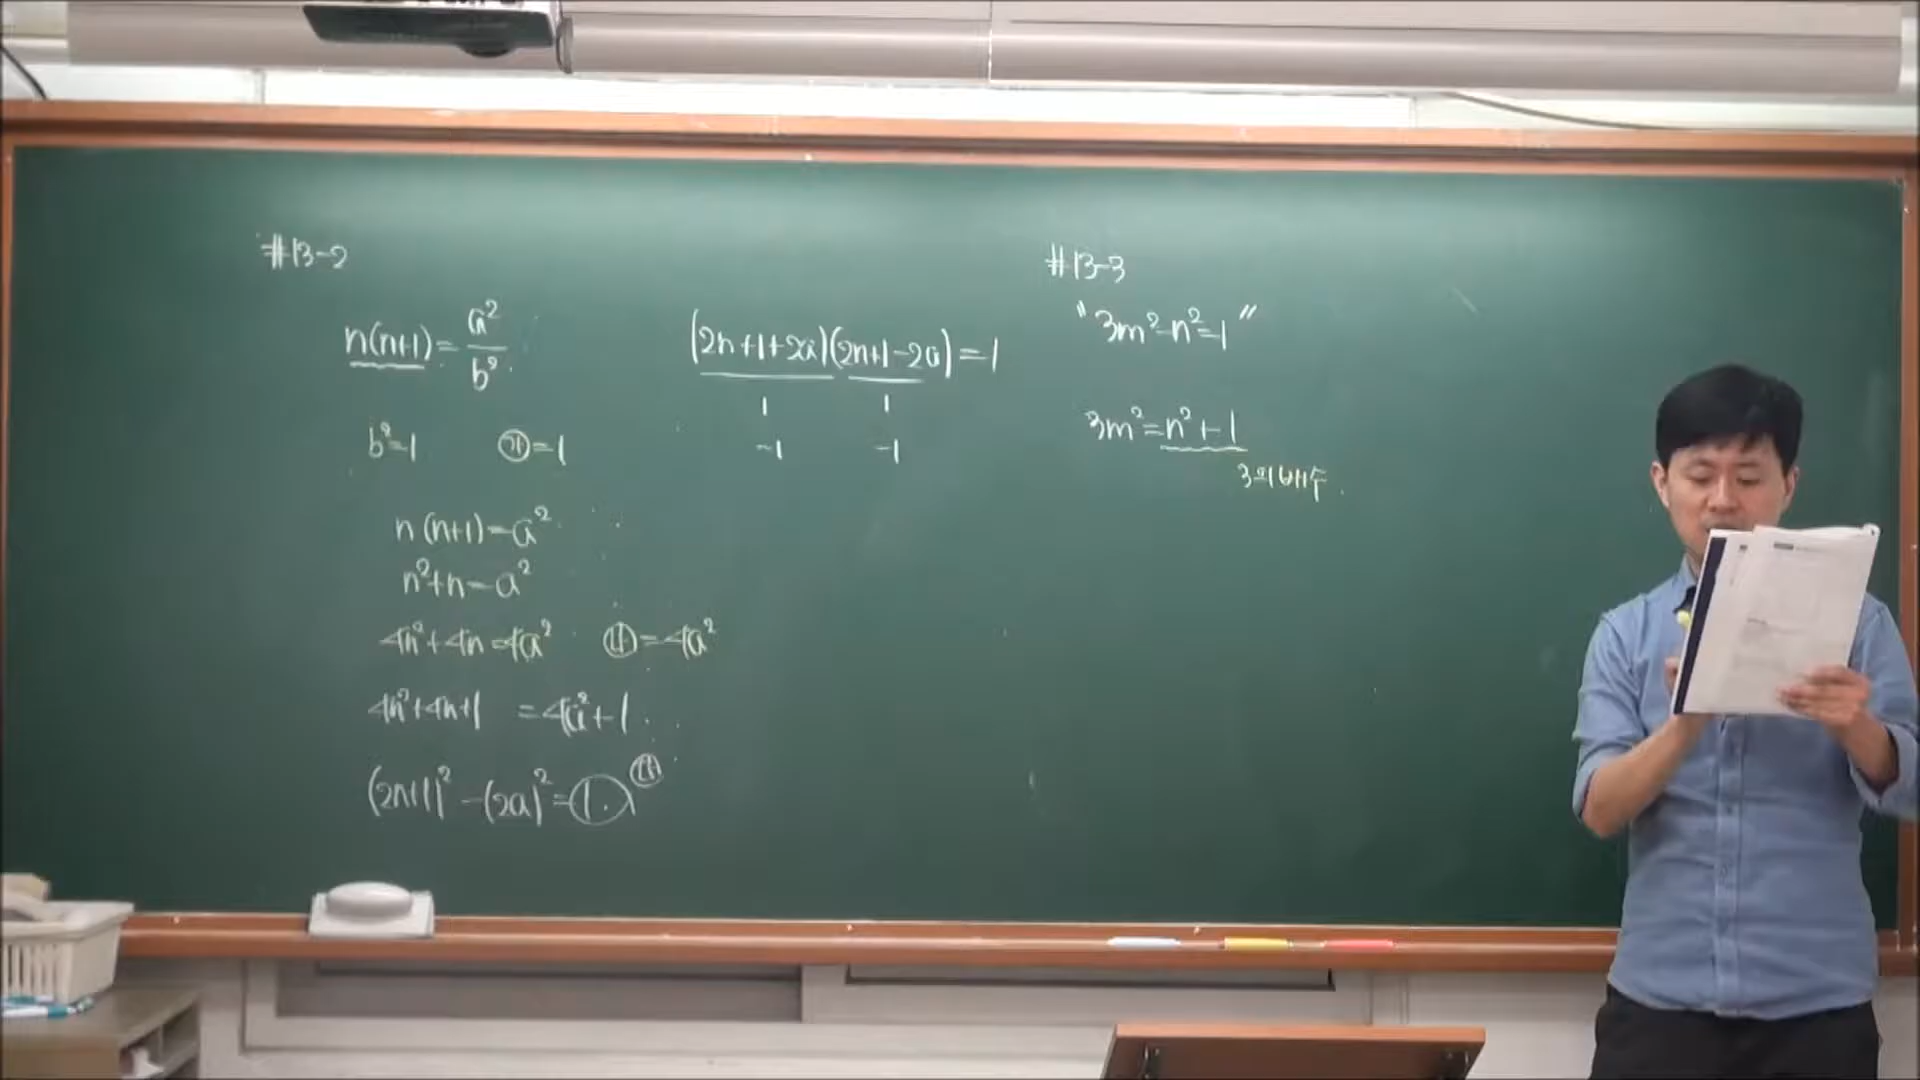 #13-2
n(n+1) = a²/b²
b²=1 ㉮=1
n(n+1)=a²
n²+n=a²
4n²+4n=4a² ㉯=4a²
4n²+4n+1 =4a²+1
(2n+1)²-(2a)²=1 ㉰
(2n+1+2a)(2n+1-2a)=1
1 1
-1 -1
#13-3
"3m²-n²=1"
3m²=n²+1
3의 배수